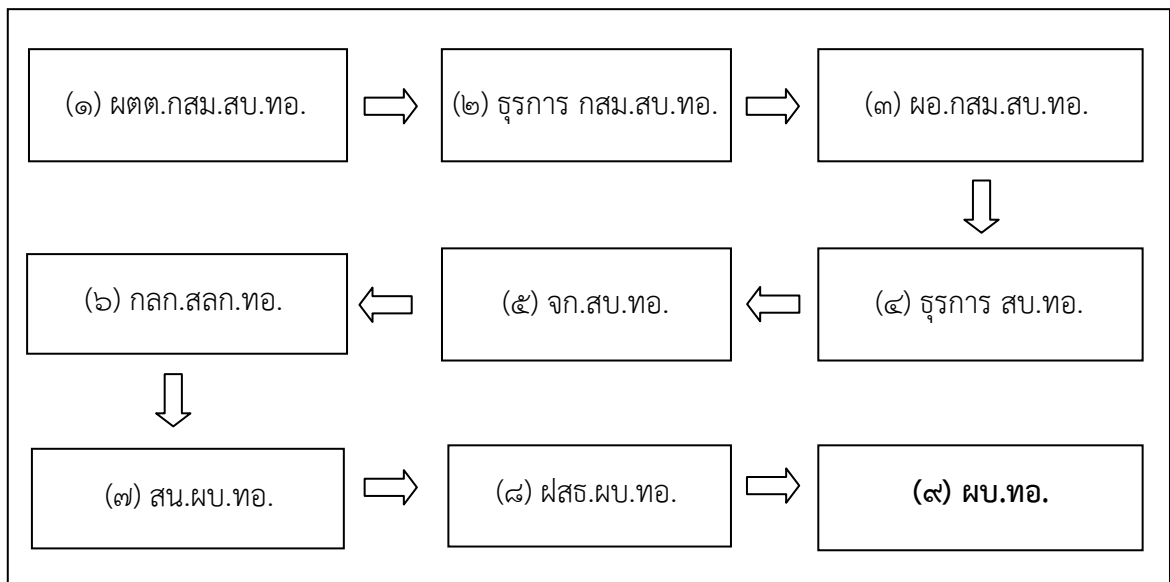 (๑) ผตต.กสม.สบ.ทอ.
(๒) ธุรการ กสม.สบ.ทอ.
(๓) ผอ.กสม.สบ.ทอ.
(๔) ธุรการ สบ.ทอ.
(๕) จก.สบ.ทอ.
(๖) กลก.สลก.ทอ.
(๗) สน.ผบ.ทอ.
(๘) ฝสธ.ผบ.ทอ.
(๙) ผบ.ทอ.